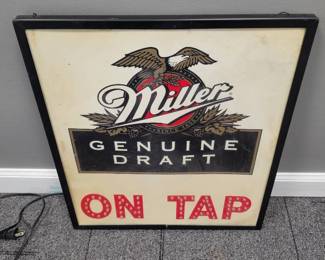 Miller
GENUINE
DRAFT
ON TAP